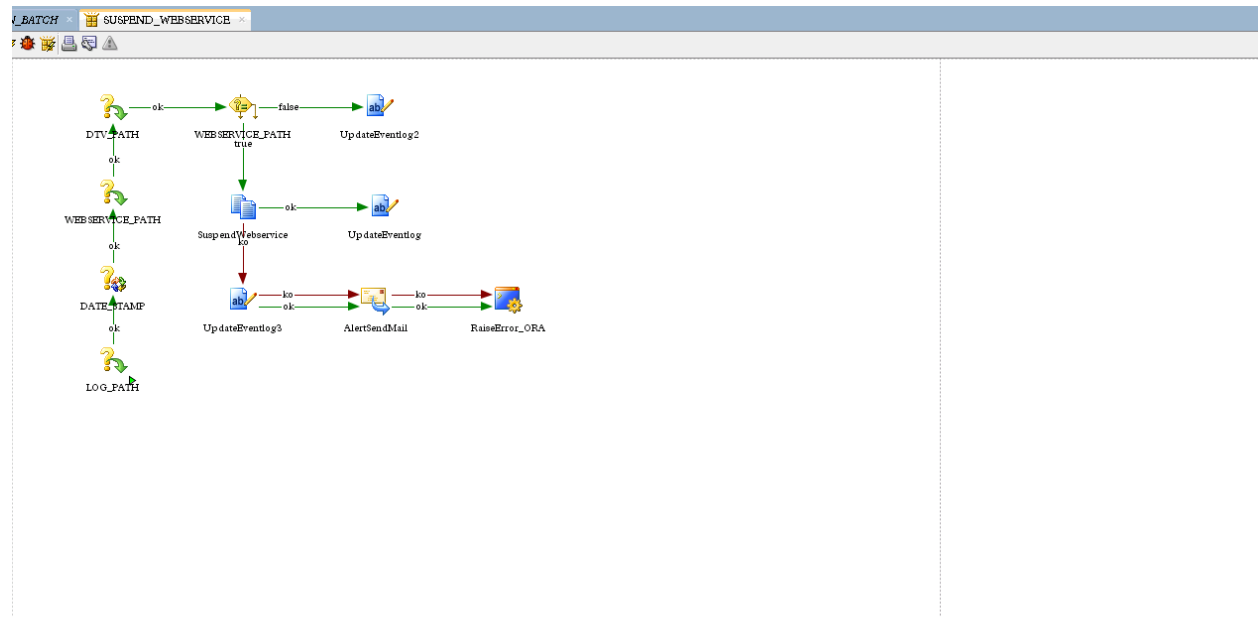 _BATCH
SUSPEND_WEBSERVICE
ok
false
DTV_PATH
WEBSERVICE_PATH
UpdateEventlog2
true
ok
WEBSERVICE_PATH
ok
SuspendWebservice
UpdateEventlog
ok
ko
DATE_STAMP
ko
ok
ko
ok
UpdateEventlog3
AlertSendMail
RaiseError_ORA
ok
LOG_PATH